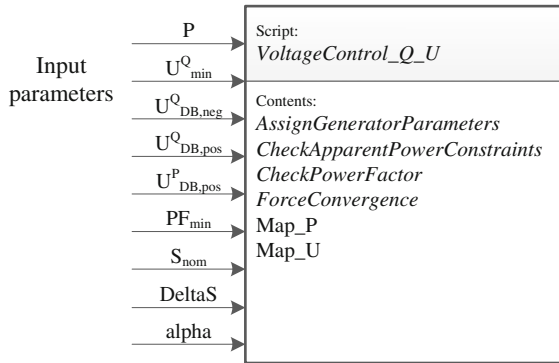 Input
parameters
P
U^Q_min
U^Q_DB,neg
U^Q_DB,pos
U^P_DB,pos
PF_min
S_nom
DeltaS
alpha
Script:
VoltageControl_Q_U
Contents:
AssignGeneratorParameters
CheckApparentPowerConstraints
CheckPowerFactor
ForceConvergence
Map_P
Map_U